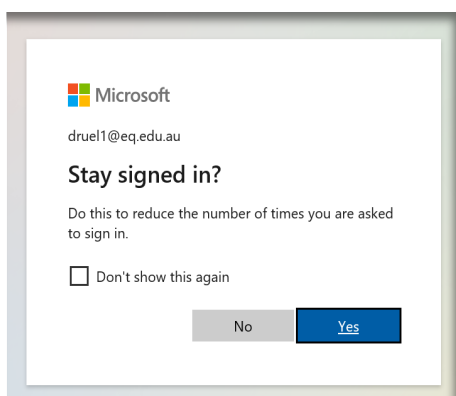 Microsoft
druel1@eq.edu.au
Stay signed in?
Do this to reduce the number of times you are asked
to sign in.
Don't show this again
No
Yes